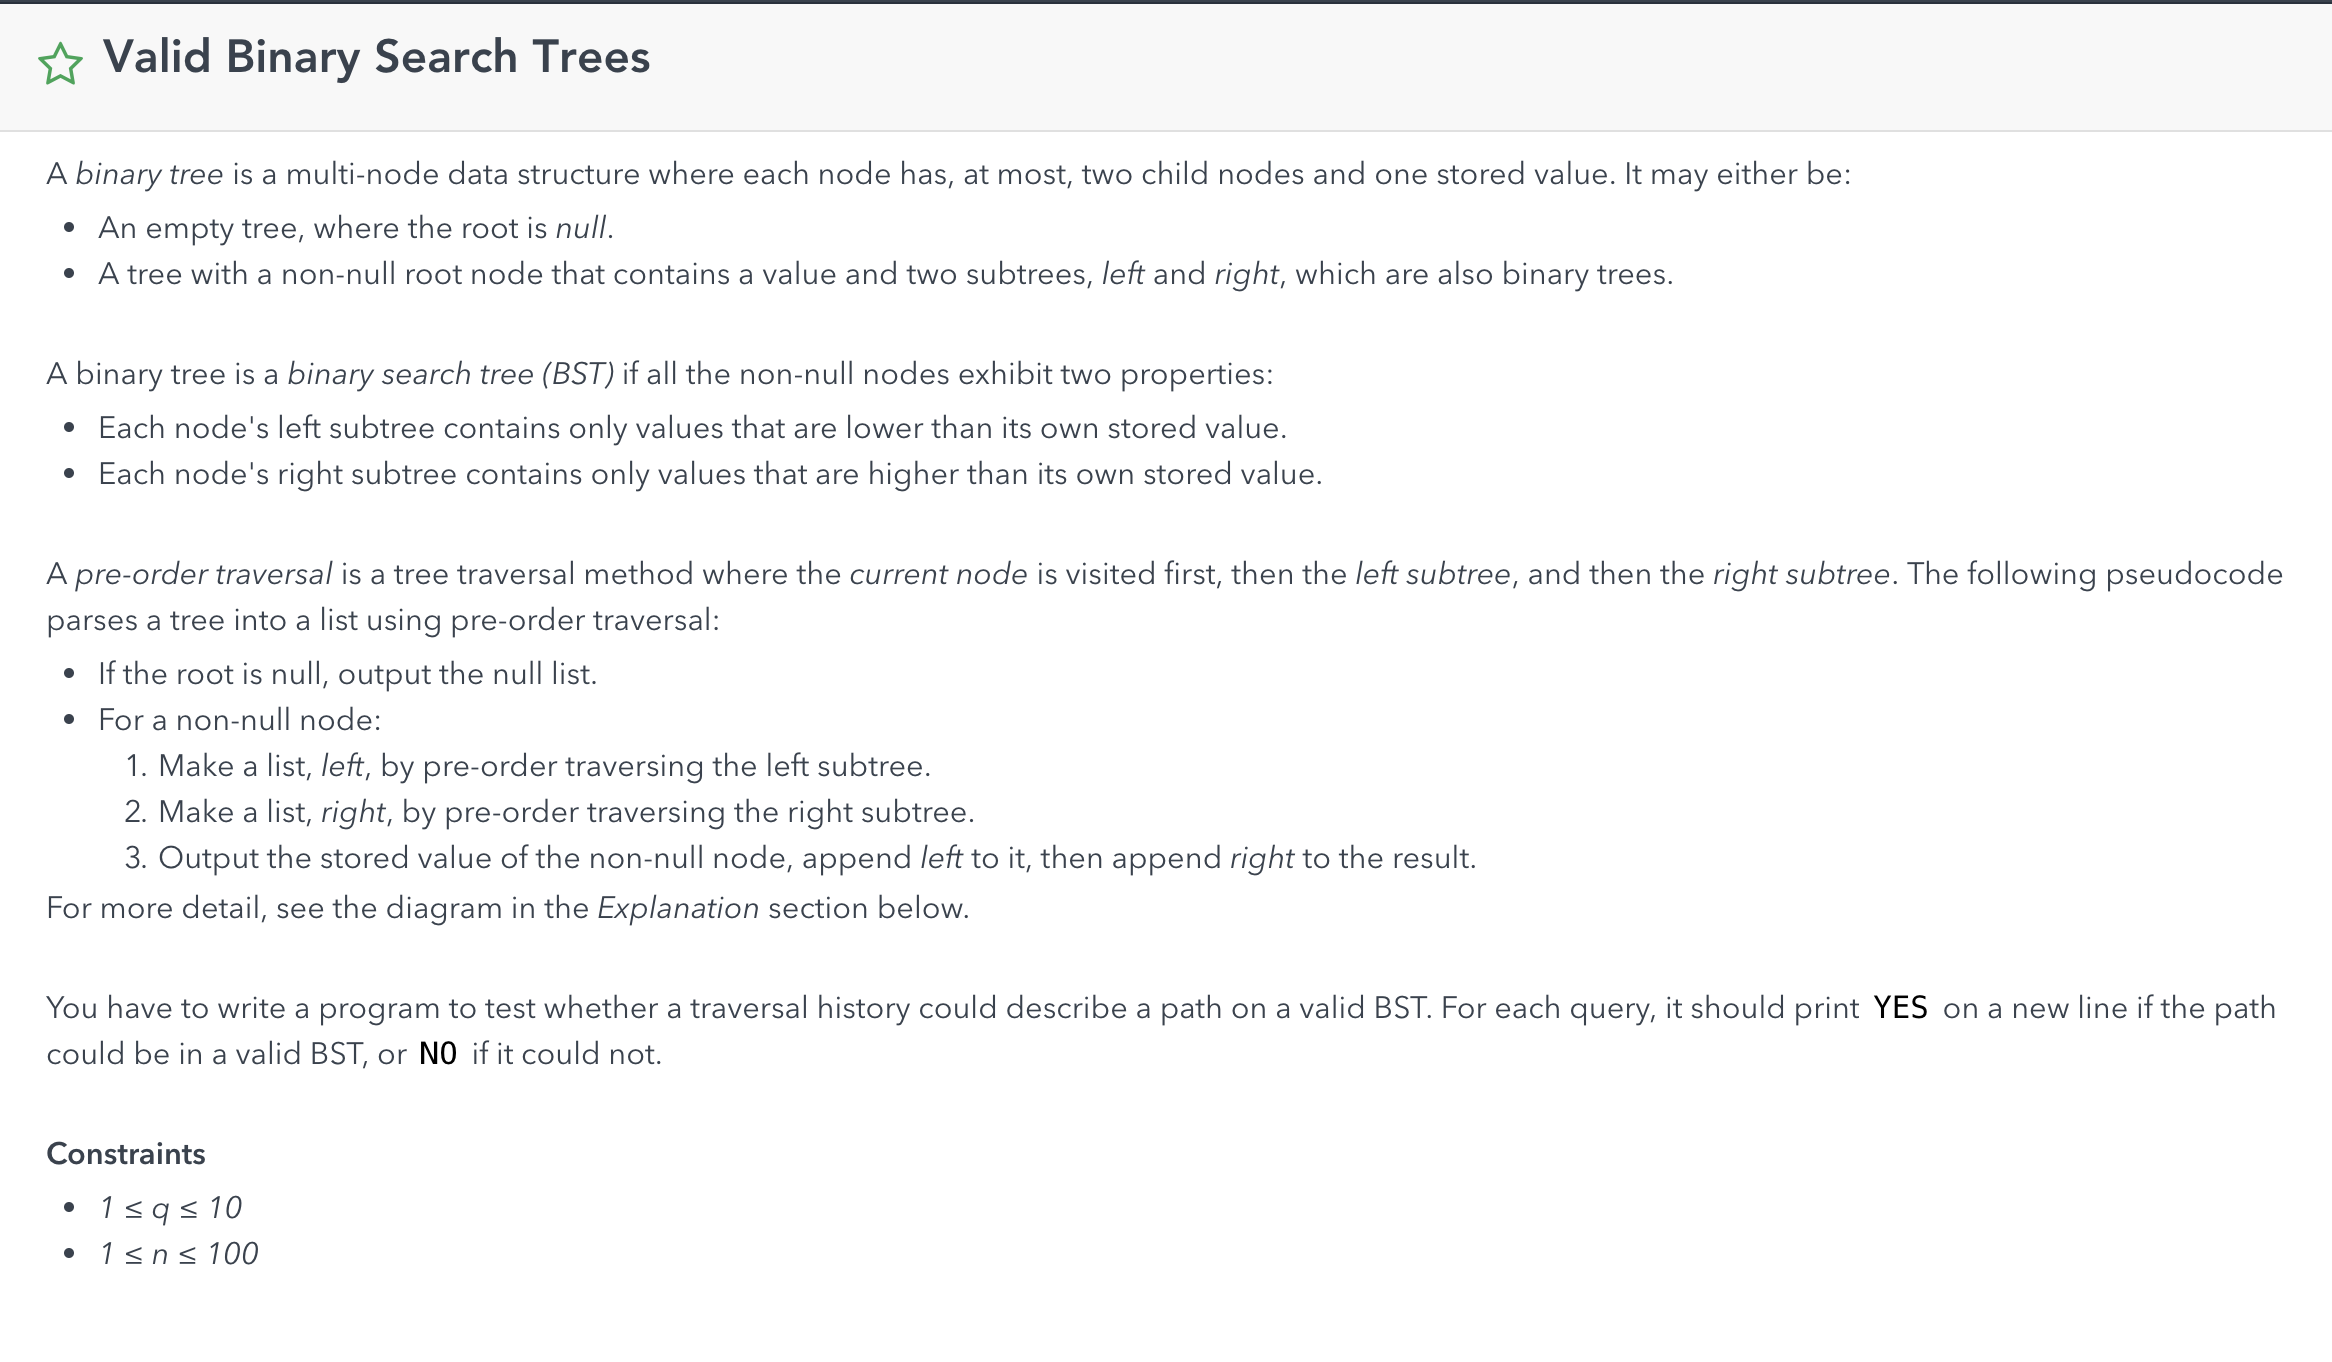 Valid Binary Search Trees
A binary tree is a multi-node data structure where each node has, at most, two child nodes and one stored value. It may either be:
• An empty tree, where the root is null.
• A tree with a non-null root node that contains a value and two subtrees, left and right, which are also binary trees.
A binary tree is a binary search tree (BST) if all the non-null nodes exhibit two properties:
• Each node's left subtree contains only values that are lower than its own stored value.
• Each node's right subtree contains only values that are higher than its own stored value.
A pre-order traversal is a tree traversal method where the current node is visited first, then the left subtree, and then the right subtree. The following pseudocode
parses a tree into a list using pre-order traversal:
• If the root is null, output the null list.
• For a non-null node:
1. Make a list, left, by pre-order traversing the left subtree.
2. Make a list, right, by pre-order traversing the right subtree.
3. Output the stored value of the non-null node, append left to it, then append right to the result.
For more detail, see the diagram in the Explanation section below.
You have to write a program to test whether a traversal history could describe a path on a valid BST. For each query, it should print YES on a new line if the path
could be in a valid BST, or NO if it could not.
Constraints
• 1 ≤ q ≤ 10
• 1 ≤ n ≤ 100